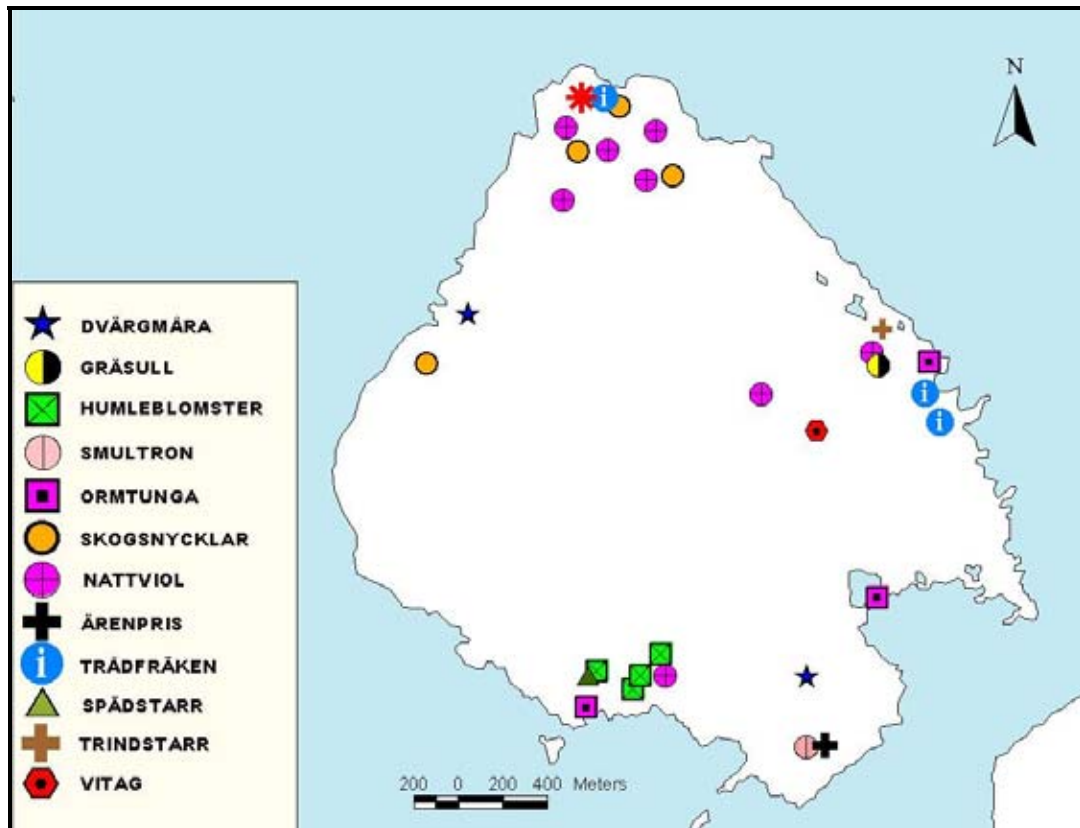 N
DVÄRGMÅRA
GRÄSULL
HUMLEBLOMSTER
SMULTRON
ORMTUNGA
SKOGSNYCKLAR
NATTVIOL
ÄRENPRIS
TRÅDFRÄKEN
SPÄDSTARR
TRINDSTARR
VITAG
200 0 200 400 Meters